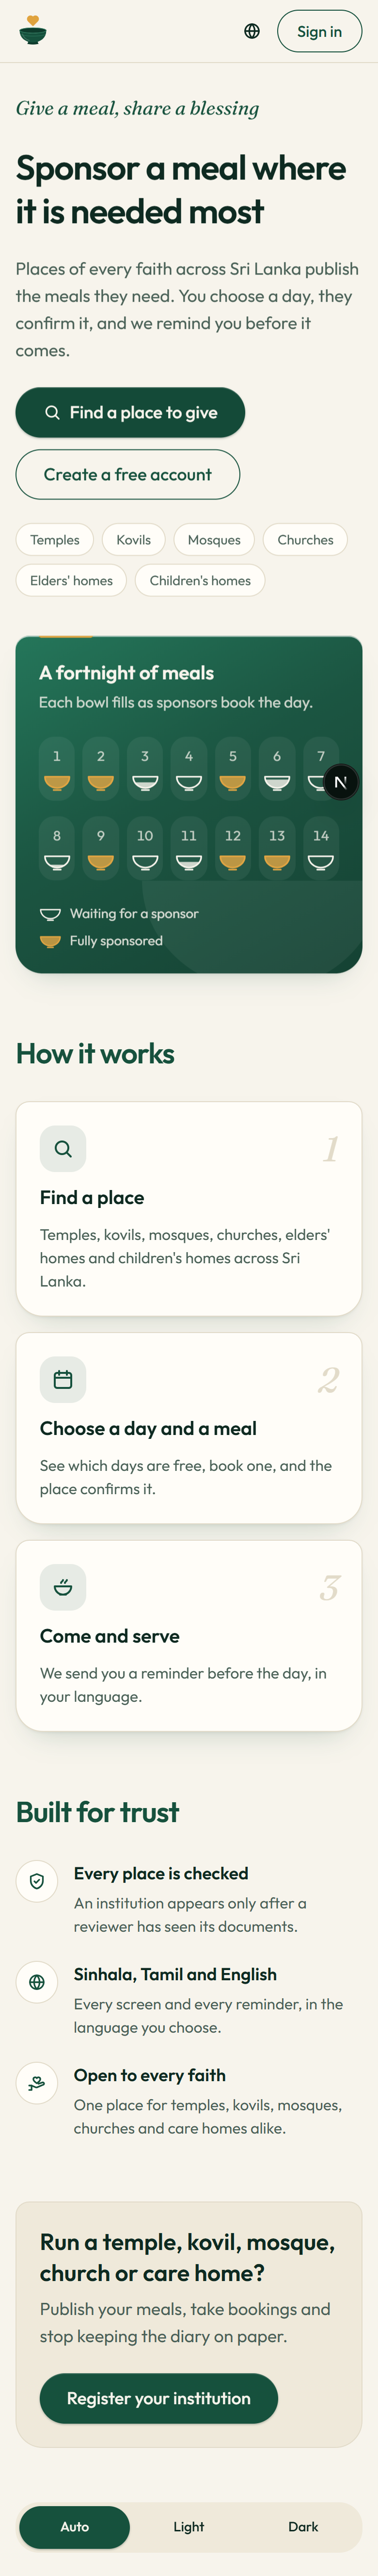 Sign in
Give a meal, share a blessing
Sponsor a meal where
it is needed most
Places of every faith across Sri Lanka publish
the meals they need. You choose a day, they
confirm it, and we remind you before it
comes.
Find a place to give
Create a free account
Temples Kovils Mosques Churches
Elders' homes Children's homes
A fortnight of meals
Each bowl fills as sponsors book the day.
1 2 3 4 5 6 7
N
8 9 10 11 12 13 14
Waiting for a sponsor
Fully sponsored
How it works
1
Find a place
Temples, kovils, mosques, churches, elders'
homes and children's homes across Sri
Lanka.
2
Choose a day and a meal
See which days are free, book one, and the
place confirms it.
3
Come and serve
We send you a reminder before the day, in
your language.
Built for trust
Every place is checked
An institution appears only after a
reviewer has seen its documents.
Sinhala, Tamil and English
Every screen and every reminder, in the
language you choose.
Open to every faith
One place for temples, kovils, mosques,
churches and care homes alike.
Run a temple, kovil, mosque,
church or care home?
Publish your meals, take bookings and
stop keeping the diary on paper.
Register your institution
Auto Light Dark